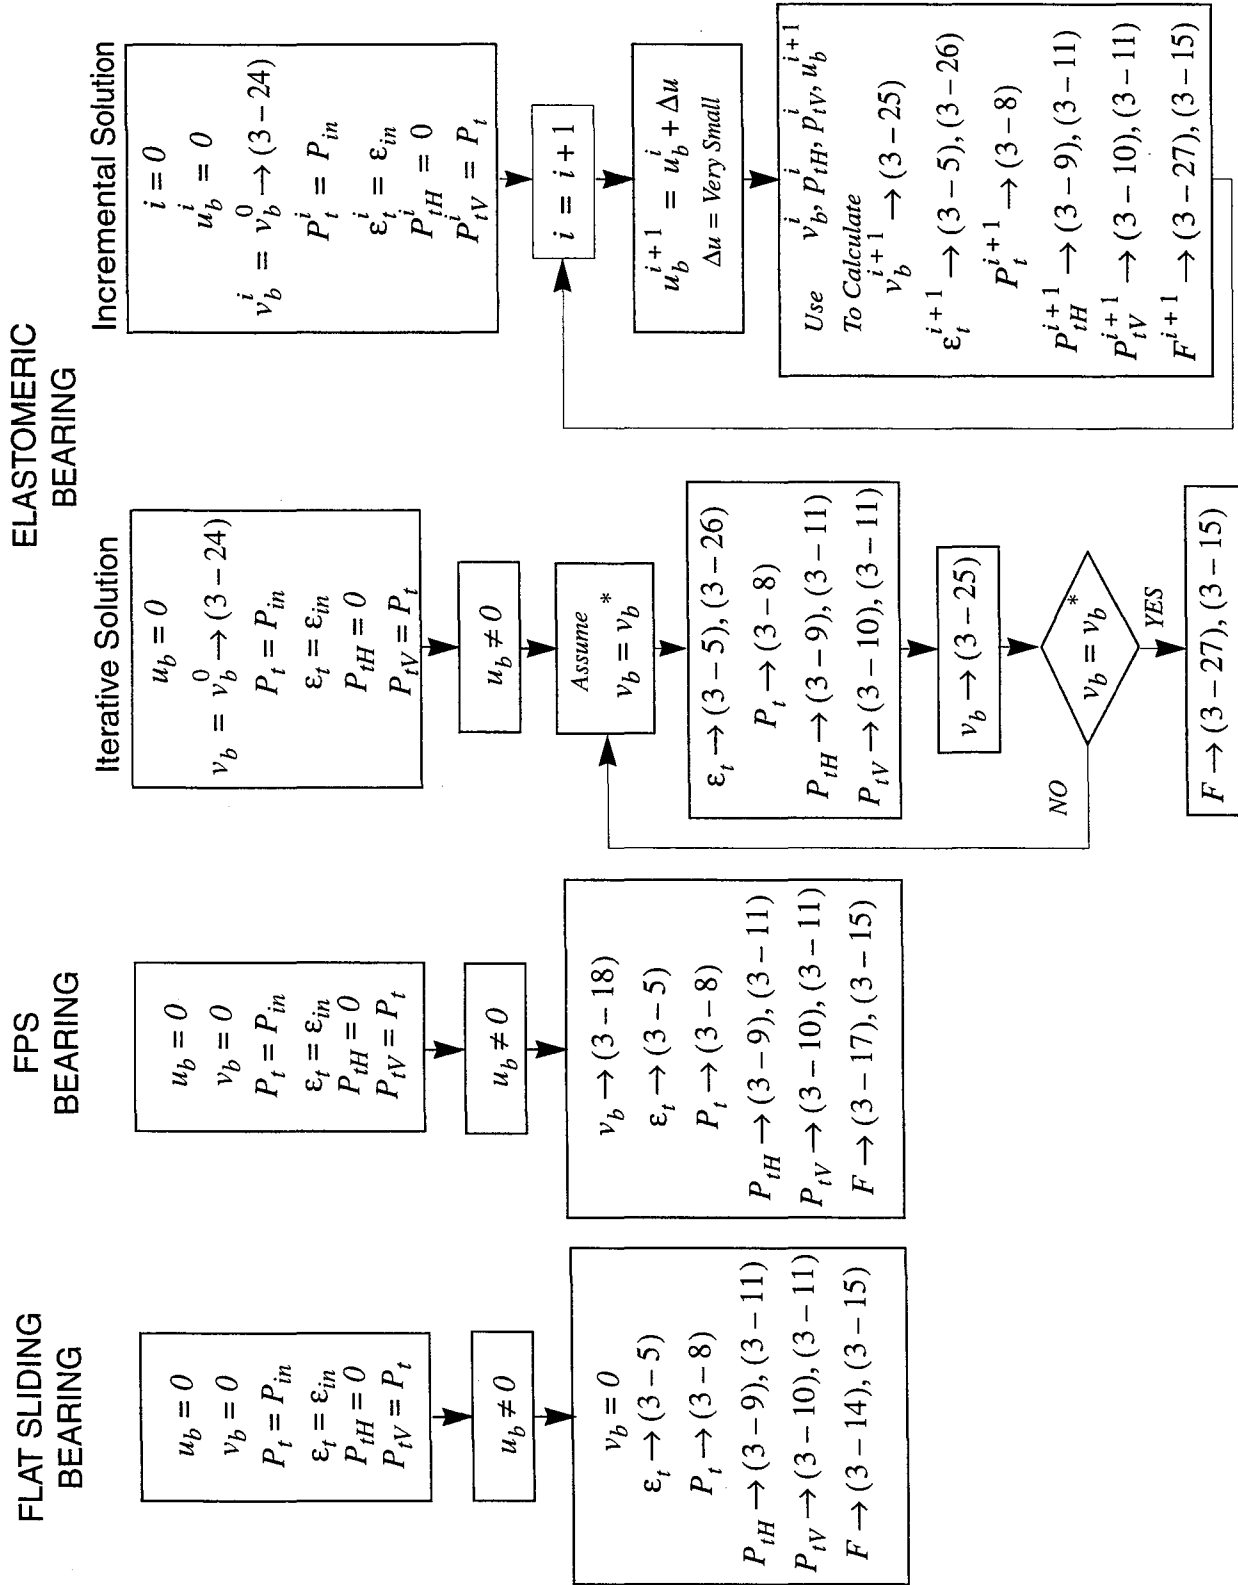 FLAT SLIDING
BEARING
u_b = 0
v_b = 0
P_t = P_in
ε_t = ε_in
P_tH = 0
P_tV = P_t
u_b ≠ 0
v_b = 0
ε_t → (3 – 5)
P_t → (3 – 8)
P_tH → (3 – 9), (3 – 11)
P_tV → (3 – 10), (3 – 11)
F → (3 – 14), (3 – 15)
FPS
BEARING
u_b = 0
v_b = 0
P_t = P_in
ε_t = ε_in
P_tH = 0
P_tV = P_t
u_b ≠ 0
v_b → (3 – 18)
ε_t → (3 – 5)
P_t → (3 – 8)
P_tH → (3 – 9), (3 – 11)
P_tV → (3 – 10), (3 – 11)
F → (3 – 17), (3 – 15)
ELASTOMERIC
BEARING
Iterative Solution
u_b = 0
v_b = v_b^0 → (3 – 24)
P_t = P_in
ε_t = ε_in
P_tH = 0
P_tV = P_t
u_b ≠ 0
Assume
v_b = v_b^*
ε_t → (3 – 5), (3 – 26)
P_t → (3 – 8)
P_tH → (3 – 9), (3 – 11)
P_tV → (3 – 10), (3 – 11)
v_b → (3 – 25)
v_b = v_b^*
NO
YES
F → (3 – 27), (3 – 15)
Incremental Solution
i = 0
u_b^i = 0
v_b^i = v_b^0 → (3 – 24)
P_t^i = P_in
ε_t^i = ε_in
P_tH^i = 0
P_tV^i = P_t
i = i + 1
u_b^{i+1} = u_b^i + Δu
Δu = Very Small
Use v_b^i, P_tH^i, P_tV^i, u_b^{i+1}
To Calculate
v_b^{i+1} → (3 – 25)
ε_t^{i+1} → (3 – 5), (3 – 26)
P_t^{i+1} → (3 – 8)
P_tH^{i+1} → (3 – 9), (3 – 11)
P_tV^{i+1} → (3 – 10), (3 – 11)
F^{i+1} → (3 – 27), (3 – 15)